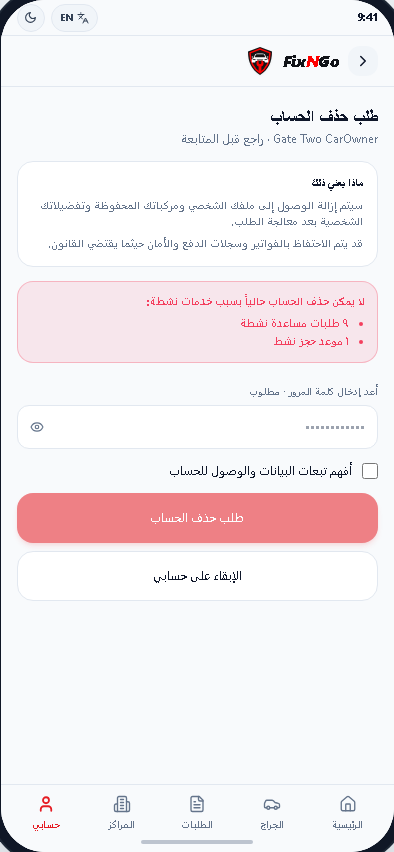 9:41
EN
FixNGo
طلب حذف الحساب
Gate Two CarOwner · راجع قبل المتابعة
ماذا يعني ذلك
سيتم إزالة الوصول إلى ملفك الشخصي ومركباتك المحفوظة وتفضيلاتك
الشخصية بعد معالجة الطلب.
قد يتم الاحتفاظ بالفواتير وسجلات الدفع والأمان حيثما يقتضي القانون.
لا يمكن حذف الحساب حالياً بسبب خدمات نشطة:
• ٩ طلبات مساعدة نشطة
• ١ موعد حجز نشط
أعد إدخال كلمة المرور · مطلوب
••••••••••••
أفهم تبعات البيانات والوصول للحساب
طلب حذف الحساب
الإبقاء على حسابي
الرئيسية
الجراج
الطلبات
المراكز
حسابي